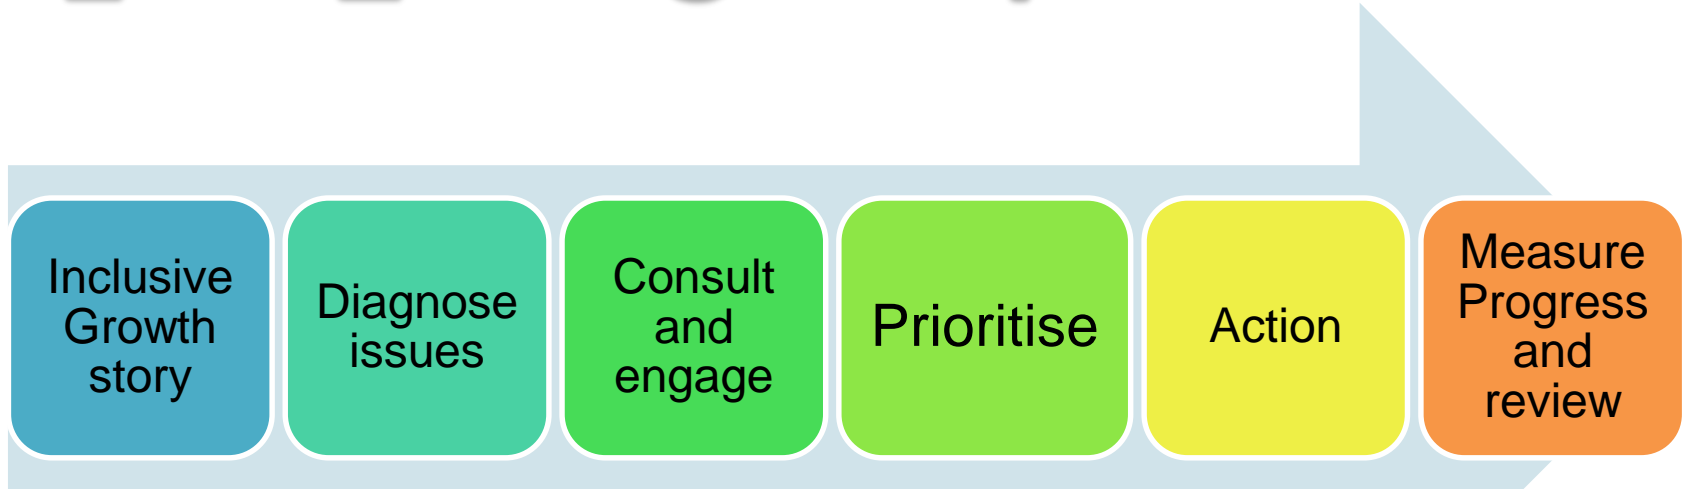 Inclusive
Growth
story
Diagnose
issues
Consult
and
engage
Prioritise
Action
Measure
Progress
and
review